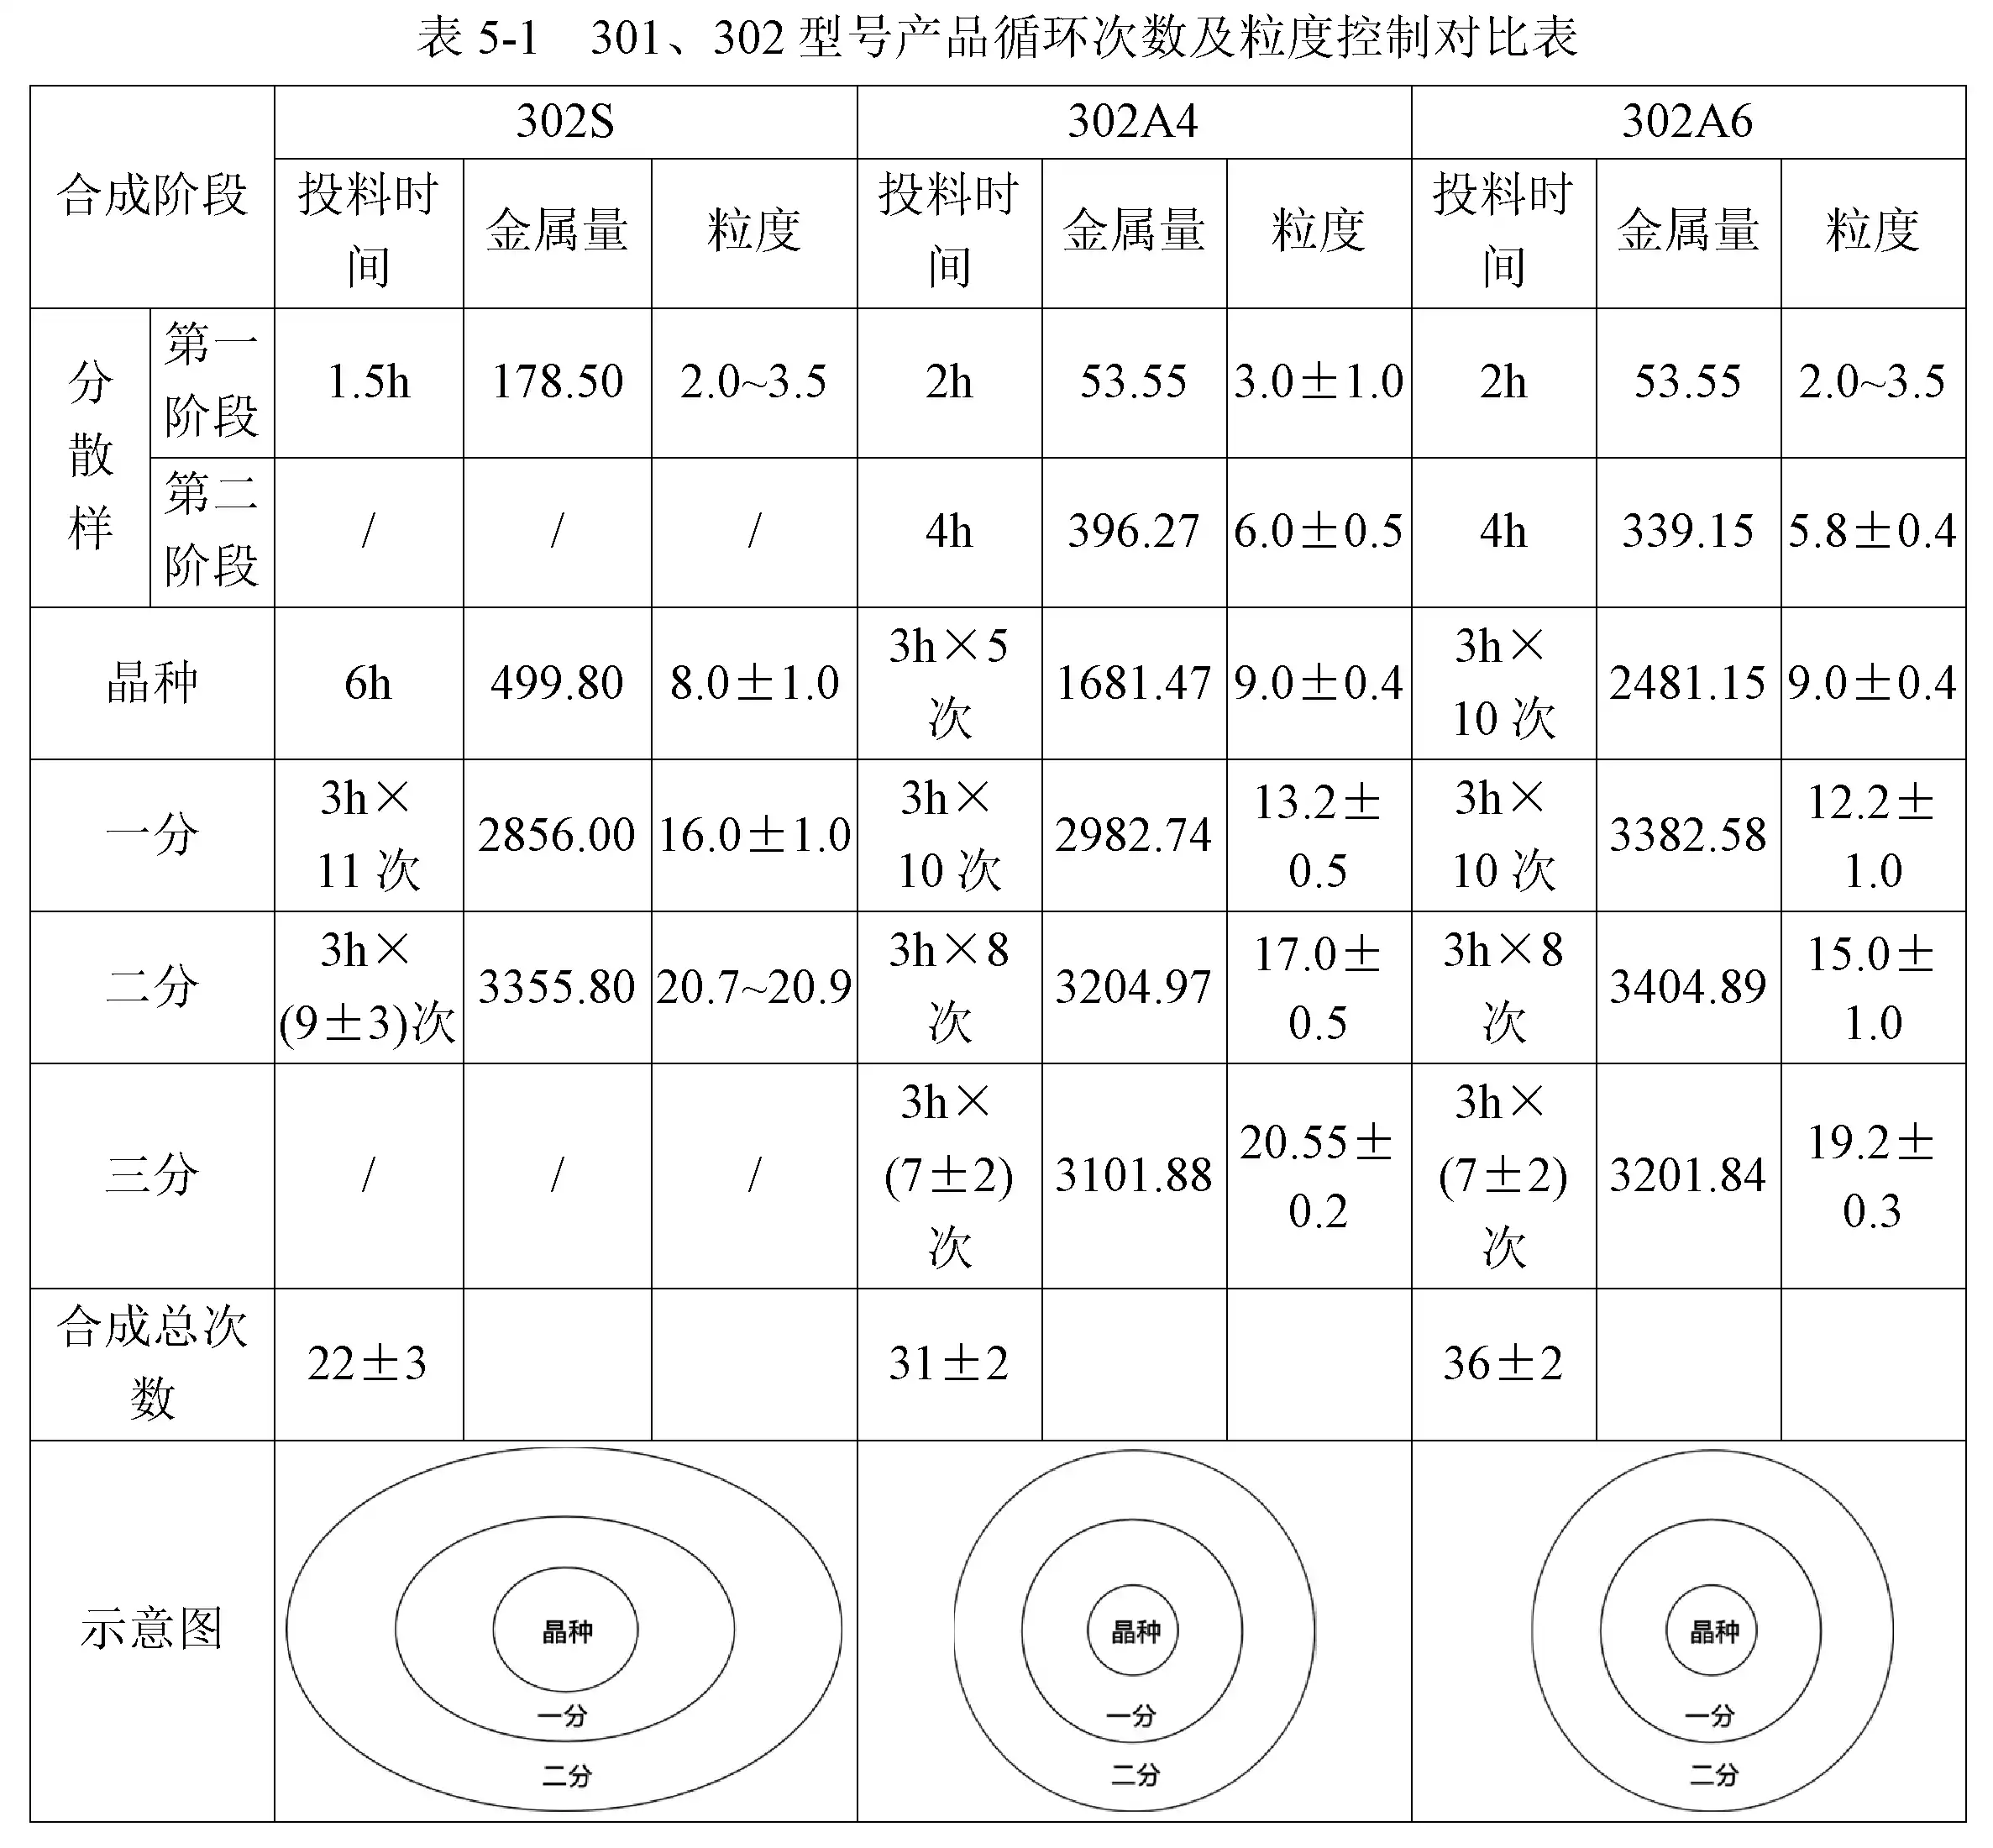 表 5-1 301、302 型号产品循环次数及粒度控制对比表
合成阶段 302S 302A4 302A6
投料时间 金属量 粒度 投料时间 金属量 粒度 投料时间 金属量 粒度
分散样 第一阶段 1.5h 178.50 2.0~3.5 2h 53.55 3.0±1.0 2h 53.55 2.0~3.5
第二阶段 / / / 4h 396.27 6.0±0.5 4h 339.15 5.8±0.4
晶种 6h 499.80 8.0±1.0 3h×5次 1681.47 9.0±0.4 3h×10次 2481.15 9.0±0.4
一分 3h×11次 2856.00 16.0±1.0 3h×10次 2982.74 13.2±0.5 3h×10次 3382.58 12.2±1.0
二分 3h×(9±3)次 3355.80 20.7~20.9 3h×8次 3204.97 17.0±0.5 3h×8次 3404.89 15.0±1.0
三分 / / / 3h×(7±2)次 3101.88 20.55±0.2 3h×(7±2)次 3201.84 19.2±0.3
合成总次数 22±3 31±2 36±2
示意图
晶种
一分
二分
晶种
一分
二分
晶种
一分
二分